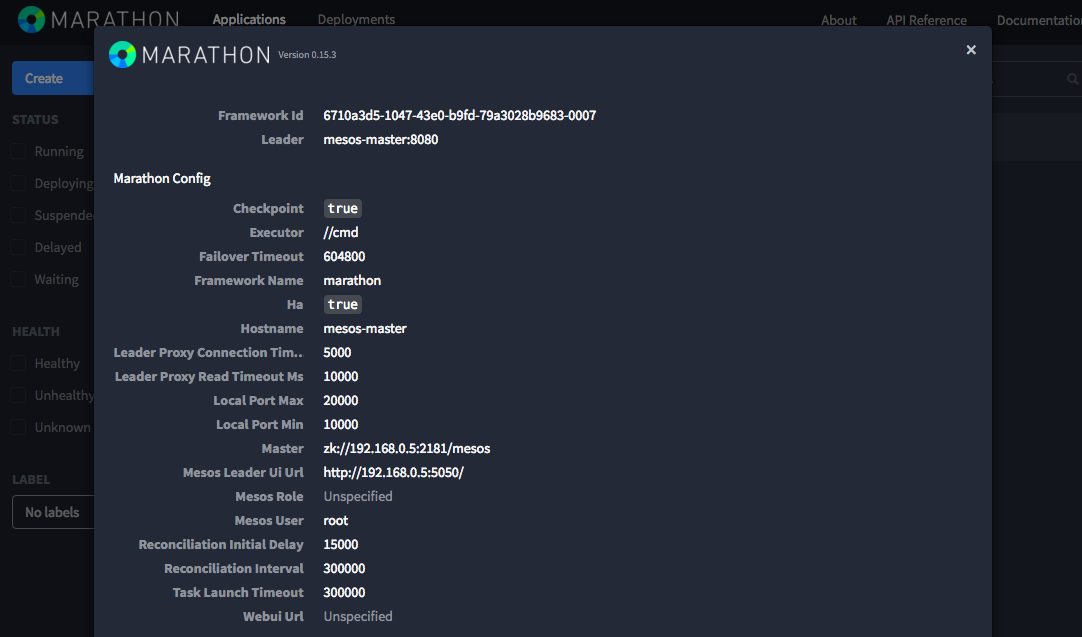 MARATHON Applications Deployments About API Reference Documentatio
MARATHON Version 0.15.3 ×
Create
Framework Id 6710a3d5-1047-43e0-b9fd-79a3028b9683-0007
STATUS
Leader mesos-master:8080
Running
Marathon Config
Deploying
Checkpoint true
Suspende
Executor //cmd
Delayed
Failover Timeout 604800
Waiting
Framework Name marathon
Ha true
HEALTH
Hostname mesos-master
Leader Proxy Connection Tim.. 5000
Healthy
Leader Proxy Read Timeout Ms 10000
Unhealthy
Local Port Max 20000
Unknown
Local Port Min 10000
Master zk://192.168.0.5:2181/mesos
LABEL
Mesos Leader Ui Url http://192.168.0.5:5050/
Mesos Role Unspecified
No labels
Mesos User root
Reconciliation Initial Delay 15000
Reconciliation Interval 300000
Task Launch Timeout 300000
Webui Url Unspecified